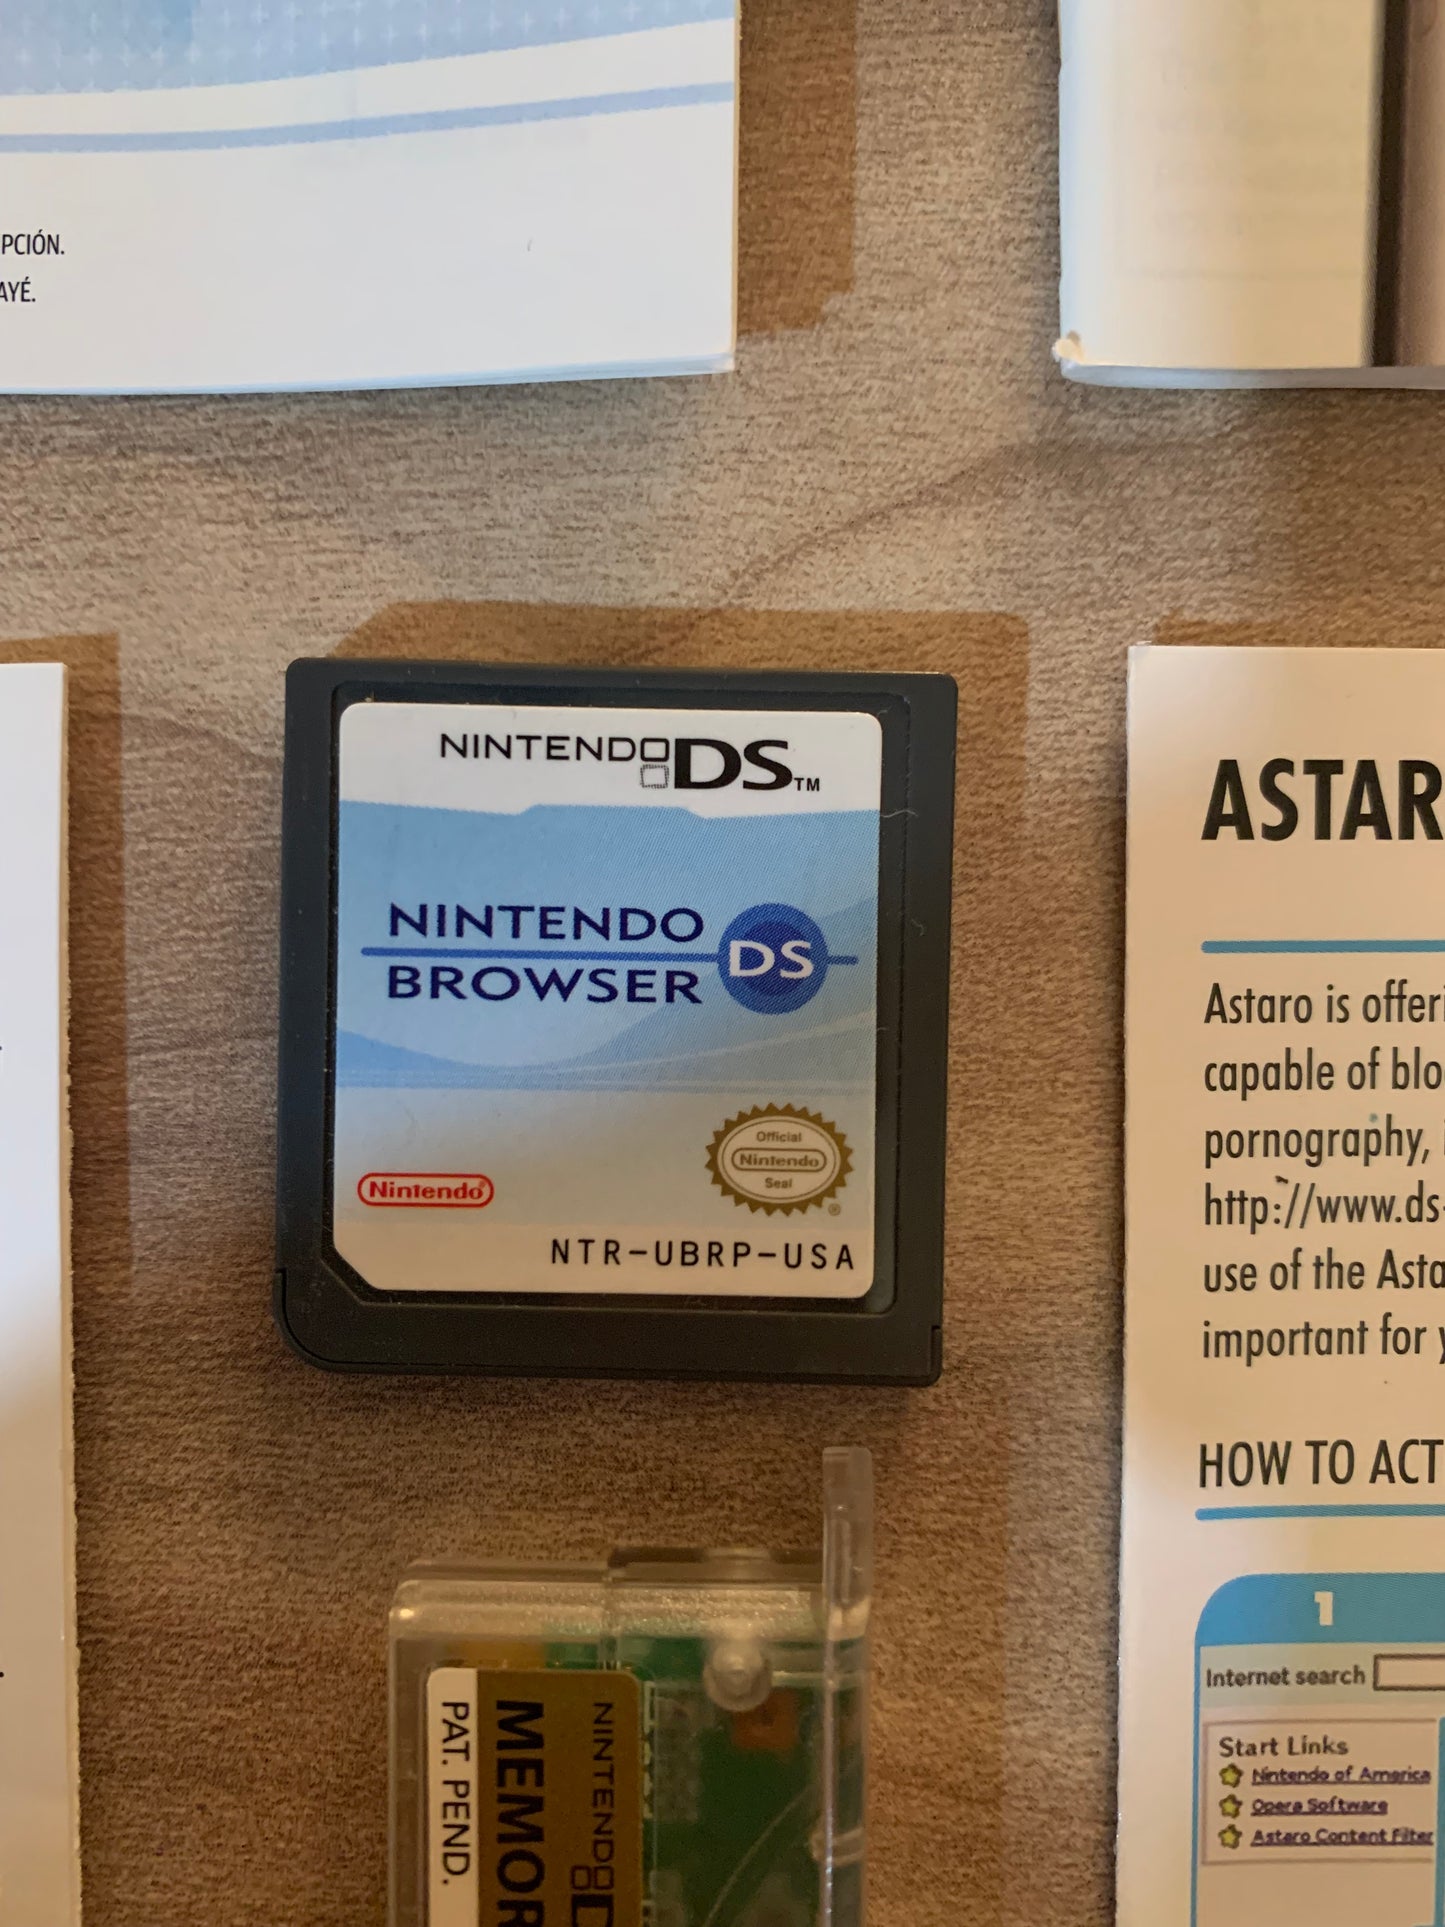 PCIÓN.
AYÉ.
NINTENDO DS™
NINTENDO
BROWSER
DS
Official
Nintendo
Seal
®
Nintendo®
NTR-UBRP-USA
NINTENDO D
MEMOR
PAT. PEND.
ASTAR
Astaro is offeri
capable of blo
pornography, i
http://www.ds-
use of the Asta
important for y
HOW TO ACT
1
Internet search
Start Links
Nintendo of America
Opera Software
Astaro Content Filter